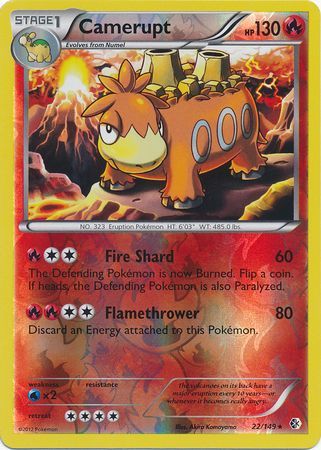 STAGE1
Camerupt
HP130
Evolves from Numel
NO. 323 Eruption Pokémon HT: 6'03" WT: 485.0 lbs.
Fire Shard 60
The Defending Pokémon is now Burned. Flip a coin.
If heads, the Defending Pokémon is also Paralyzed.
Flamethrower 80
Discard an Energy attached to this Pokémon.
weakness resistance
×2
The volcanoes on its back have a
major eruption every 10 years—or
whenever it becomes really angry.
retreat
©2012 Pokémon
Illus. Akira Komayama
22/149★